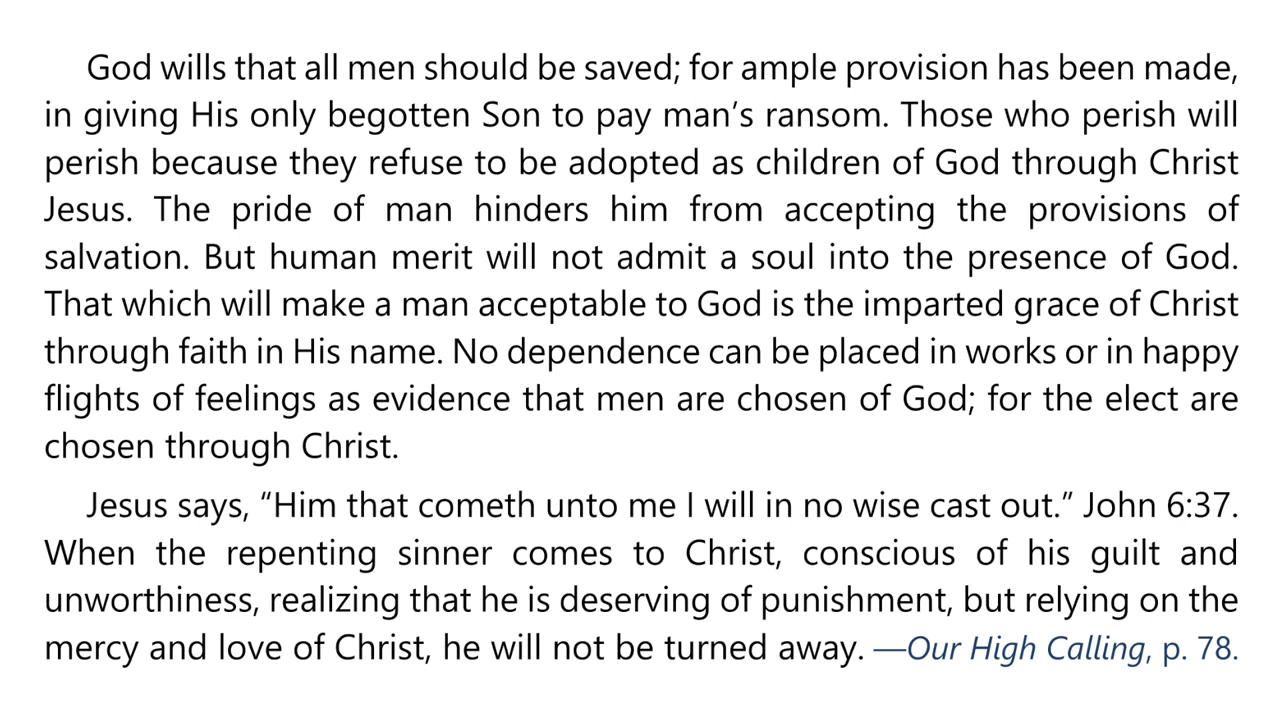 God wills that all men should be saved; for ample provision has been made,
in giving His only begotten Son to pay man’s ransom. Those who perish will
perish because they refuse to be adopted as children of God through Christ
Jesus. The pride of man hinders him from accepting the provisions of
salvation. But human merit will not admit a soul into the presence of God.
That which will make a man acceptable to God is the imparted grace of Christ
through faith in His name. No dependence can be placed in works or in happy
flights of feelings as evidence that men are chosen of God; for the elect are
chosen through Christ.
Jesus says, “Him that cometh unto me I will in no wise cast out.” John 6:37.
When the repenting sinner comes to Christ, conscious of his guilt and
unworthiness, realizing that he is deserving of punishment, but relying on the
mercy and love of Christ, he will not be turned away. —Our High Calling, p. 78.